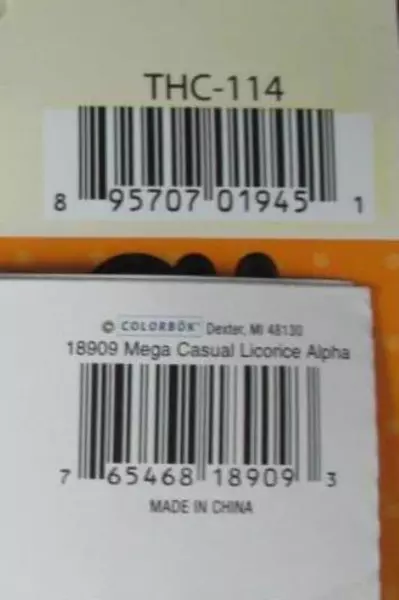 THC-114
8 95707 01945 1
© COLORBÖK Dexter, MI 48130
18909 Mega Casual Licorice Alpha
7 65468 18909 3
MADE IN CHINA